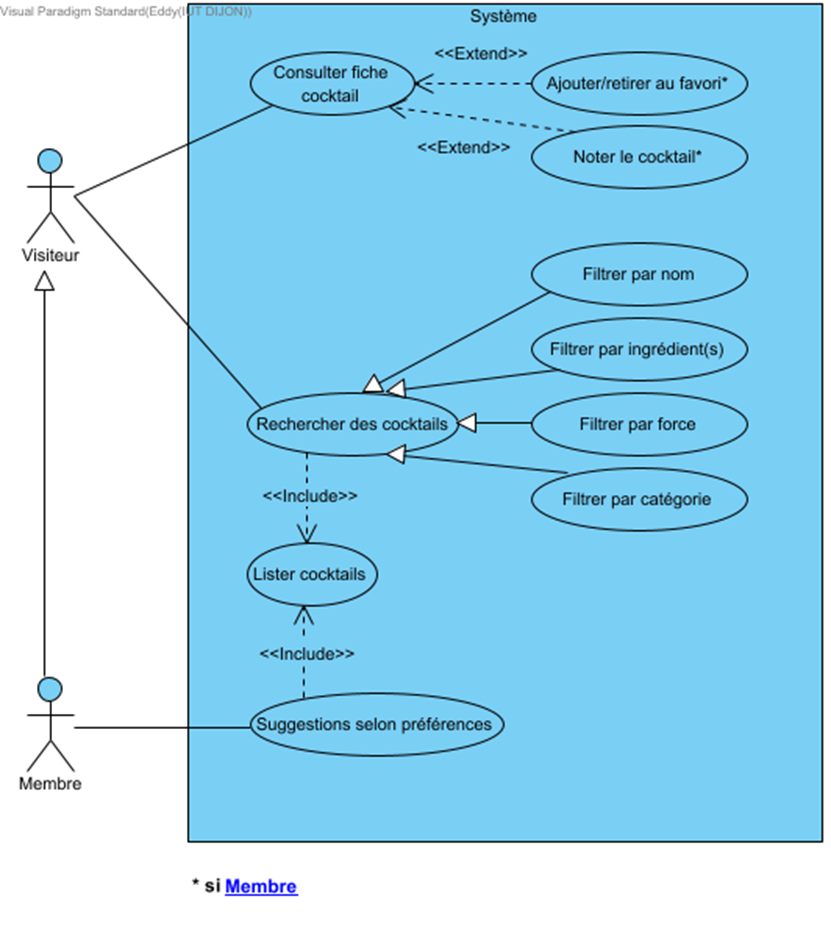 Visual Paradigm Standard(Eddy(IUT DIJON))
Système
<<Extend>>
Consulter fiche
cocktail
Ajouter/retirer au favori*
<<Extend>>
Noter le cocktail*
Visiteur
Filtrer par nom
Filtrer par ingrédient(s)
Rechercher des cocktails
Filtrer par force
<<Include>>
Filtrer par catégorie
Lister cocktails
<<Include>>
Suggestions selon préférences
Membre
* si Membre